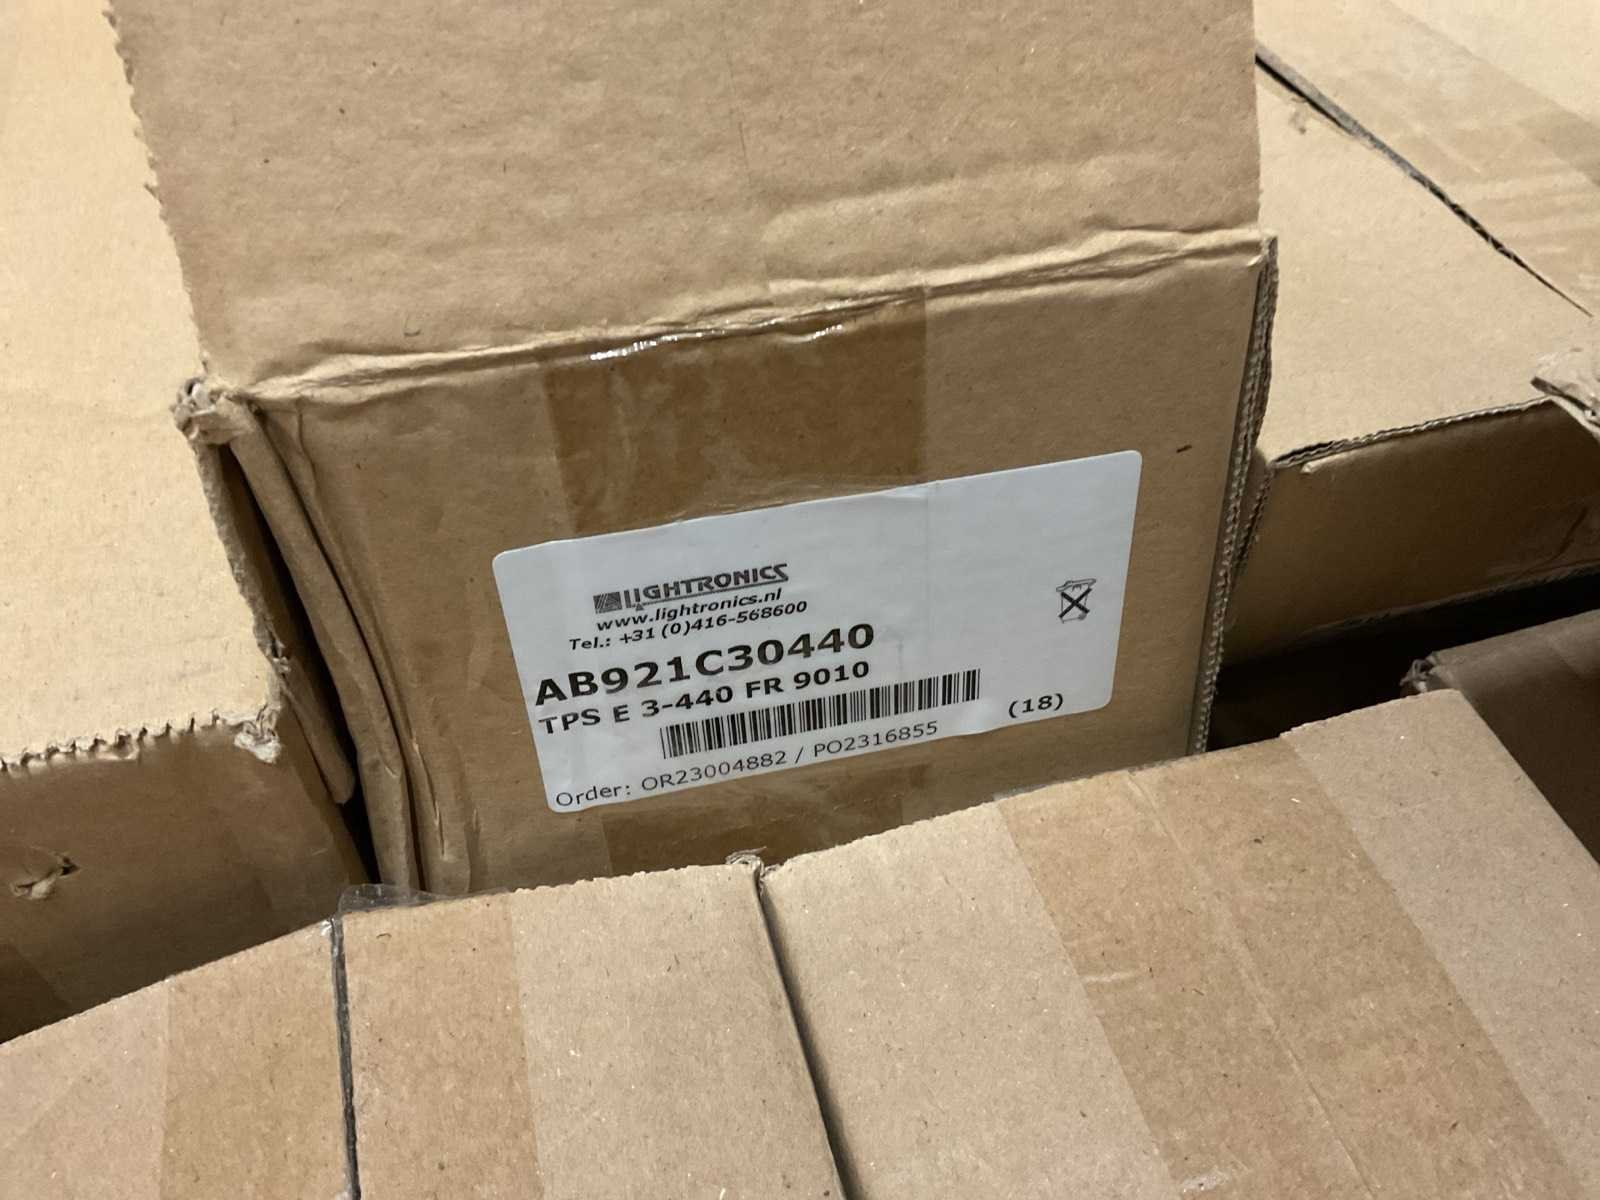 LIGHTRONICS
www.lightronics.nl
Tel.: +31 (0)416-568600
AB921C30440
TPS E 3-440 FR 9010
(18)
Order: OR23004882 / PO2316855